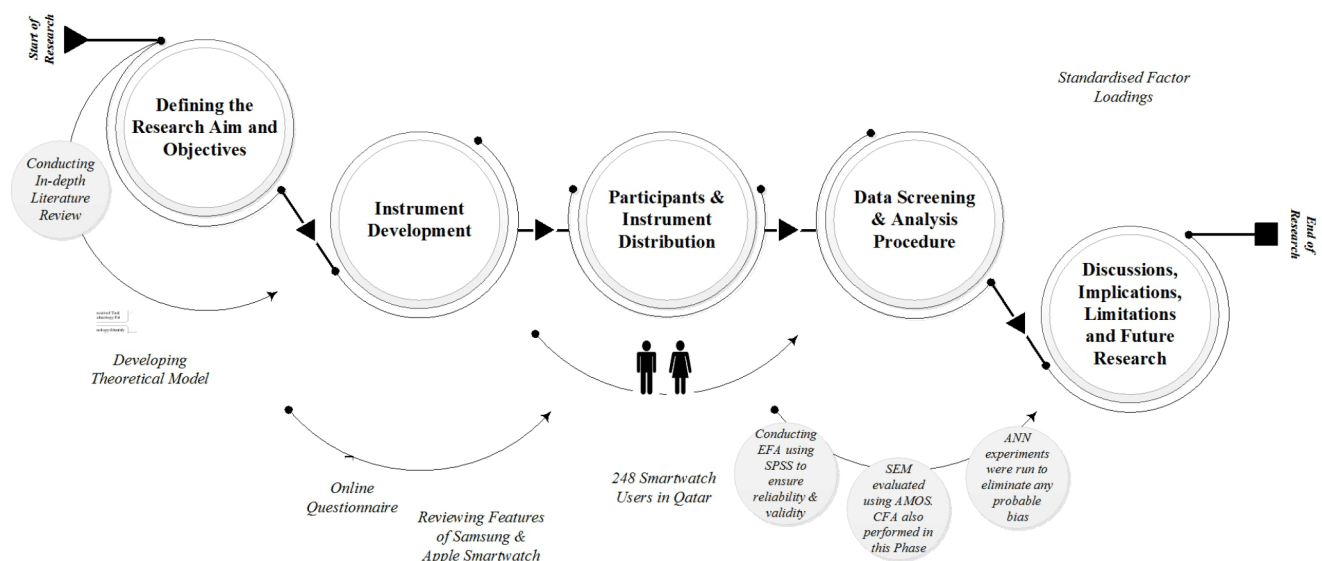 Start of
Research
Defining the
Research Aim and
Objectives
Conducting
In-depth
Literature
Review
Developing
Theoretical Model
Instrument
Development
Online
Questionnaire
Reviewing Features
of Samsung &
Apple Smartwatch
Participants &
Instrument
Distribution
248 Smartwatch
Users in Qatar
Data Screening
& Analysis
Procedure
Conducting
EFA using
SPSS to
ensure
reliability &
validity
SEM
evaluated
using AMOS.
CFA also
performed in
this Phase
ANN
experiments
were run to
eliminate any
probable
bias
Standardised Factor
Loadings
Discussions,
Implications,
Limitations
and Future
Research
End of
Research